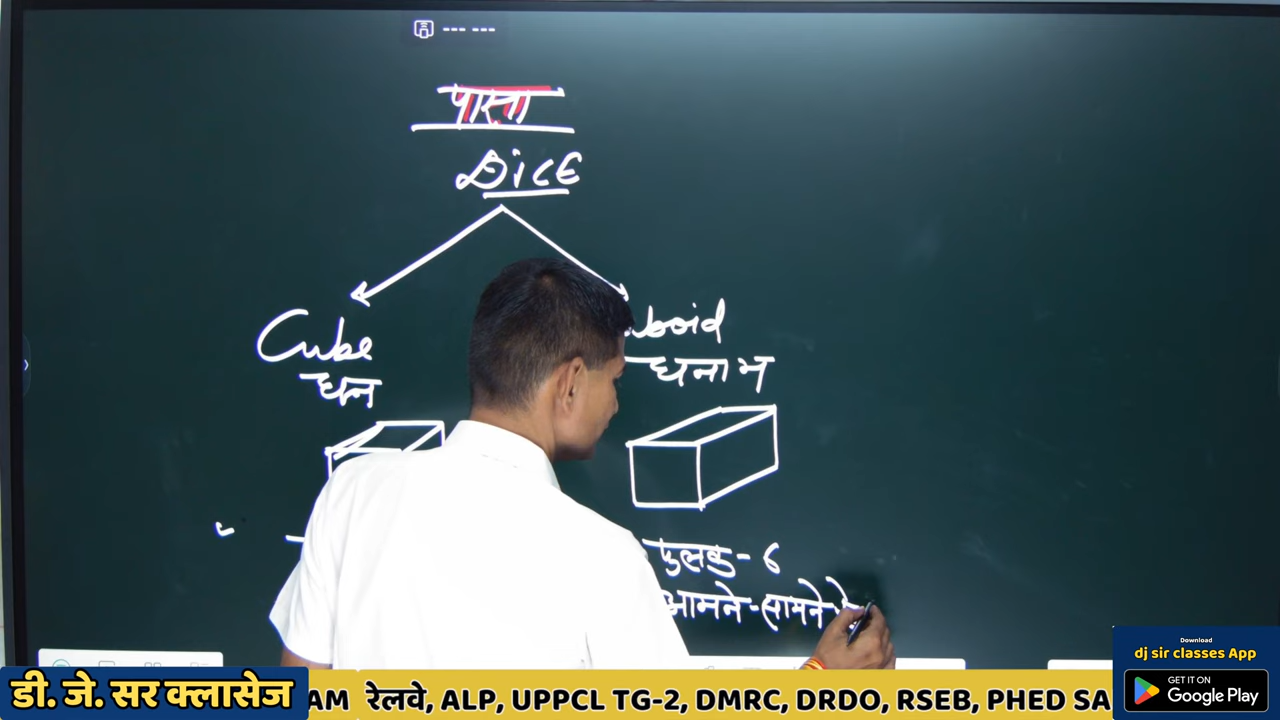 पासा
DiCE
Cube
uboid
घन
घनाभ
फुलक - 6
आमने - सामने के
डी. जे. सर क्लासेज
AM रेलवे, ALP, UPPCL TG-2, DMRC, DRDO, RSEB, PHED SA
Download
dj sir classes App
GET IT ON
Google Play